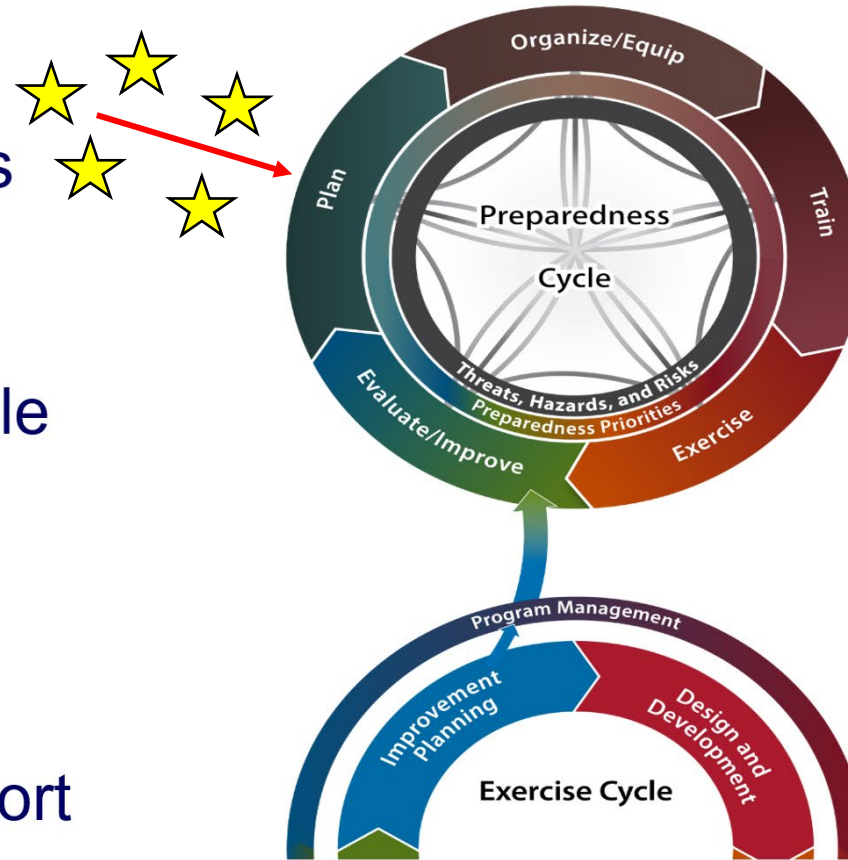 s
le
ort
Organize/Equip
Plan
Train
Preparedness
Cycle
Threats, Hazards, and Risks
Preparedness Priorities
Evaluate/Improve
Exercise
Program Management
Improvement
Planning
Design and
Development
Exercise Cycle